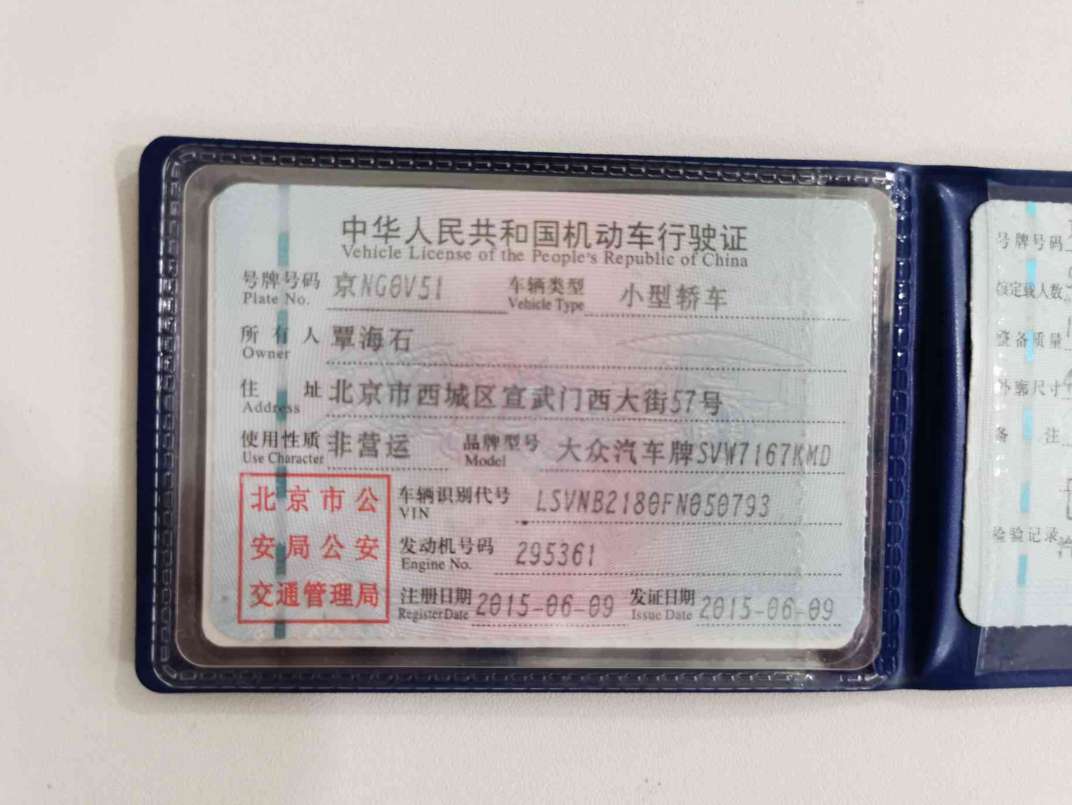 中华人民共和国机动车行驶证
Vehicle License of the People's Republic of China
号牌号码 京NG0V51 车辆类型 小型轿车
Plate No. Vehicle Type
所有人 覃海石
Owner
住址 北京市西城区宣武门西大街57号
Address
使用性质 非营运 品牌型号 大众汽车牌SVW7167KMD
Use Character Model
北京市公
安局公安
交通管理局
车辆识别代号 LSVNB2180FN050793
VIN
发动机号码 295361
Engine No.
注册日期 2015-06-09 发证日期 2015-06-09
Register Date Issue Date
号牌号码
核定载人数
整备质量
外廓尺寸
备注
检验记录